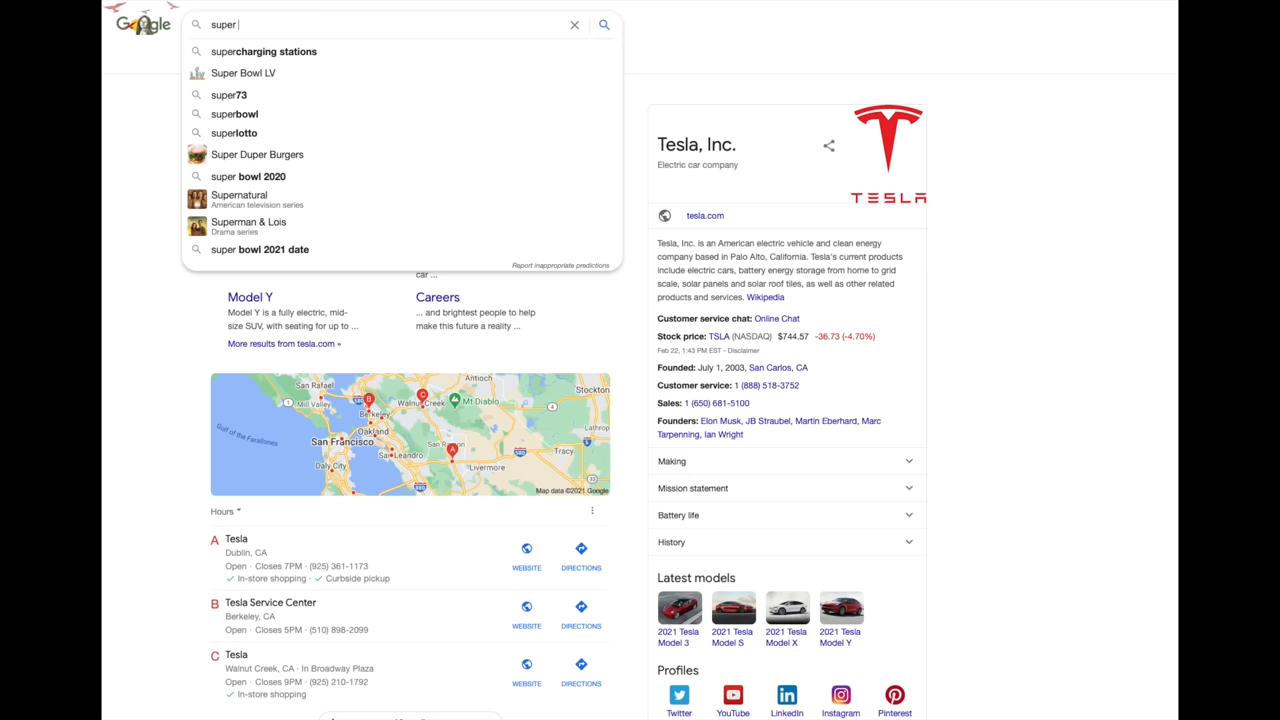 Google
super
supercharging stations
Super Bowl LV
super73
superbowl
superlotto
Super Duper Burgers
super bowl 2020
Supernatural
American television series
Superman & Lois
Drama series
super bowl 2021 date
Report inappropriate predictions
car ...
Model Y
Model Y is a fully electric, mid-
size SUV, with seating for up to ...
Careers
... and brightest people to help
make this future a reality ...
More results from tesla.com »
San Rafael
Mill Valley
Antioch
Stockton
Walnut Creek
Mt Diablo
Berkeley
Oakland
San Francisco
San Leandro
Daly City
Livermore
Tracy
Lathrop
Gulf of the Farallones
1
4
33
A
B
C
Map data ©2021 Google
Hours
A Tesla
Dublin, CA
Open · Closes 7PM · (925) 361-1173
In-store shopping · Curbside pickup
WEBSITE
DIRECTIONS
B Tesla Service Center
Berkeley, CA
Open · Closes 5PM · (510) 898-2099
WEBSITE
DIRECTIONS
C Tesla
Walnut Creek, CA · In Broadway Plaza
Open · Closes 9PM · (925) 210-1792
In-store shopping
WEBSITE
DIRECTIONS
Tesla, Inc.
Electric car company
TESLA
tesla.com
Tesla, Inc. is an American electric vehicle and clean energy
company based in Palo Alto, California. Tesla's current products
include electric cars, battery energy storage from home to grid
scale, solar panels and solar roof tiles, as well as other related
products and services. Wikipedia
Customer service chat: Online Chat
Stock price: TSLA (NASDAQ) $744.57 -36.73 (-4.70%)
Feb 22, 1:43 PM EST - Disclaimer
Founded: July 1, 2003, San Carlos, CA
Customer service: 1 (888) 518-3752
Sales: 1 (650) 681-5100
Founders: Elon Musk, JB Straubel, Martin Eberhard, Marc
Tarpenning, Ian Wright
Making
Mission statement
Battery life
History
Latest models
2021 Tesla
Model 3
2021 Tesla
Model S
2021 Tesla
Model X
2021 Tesla
Model Y
Profiles
Twitter
YouTube
LinkedIn
Instagram
Pinterest